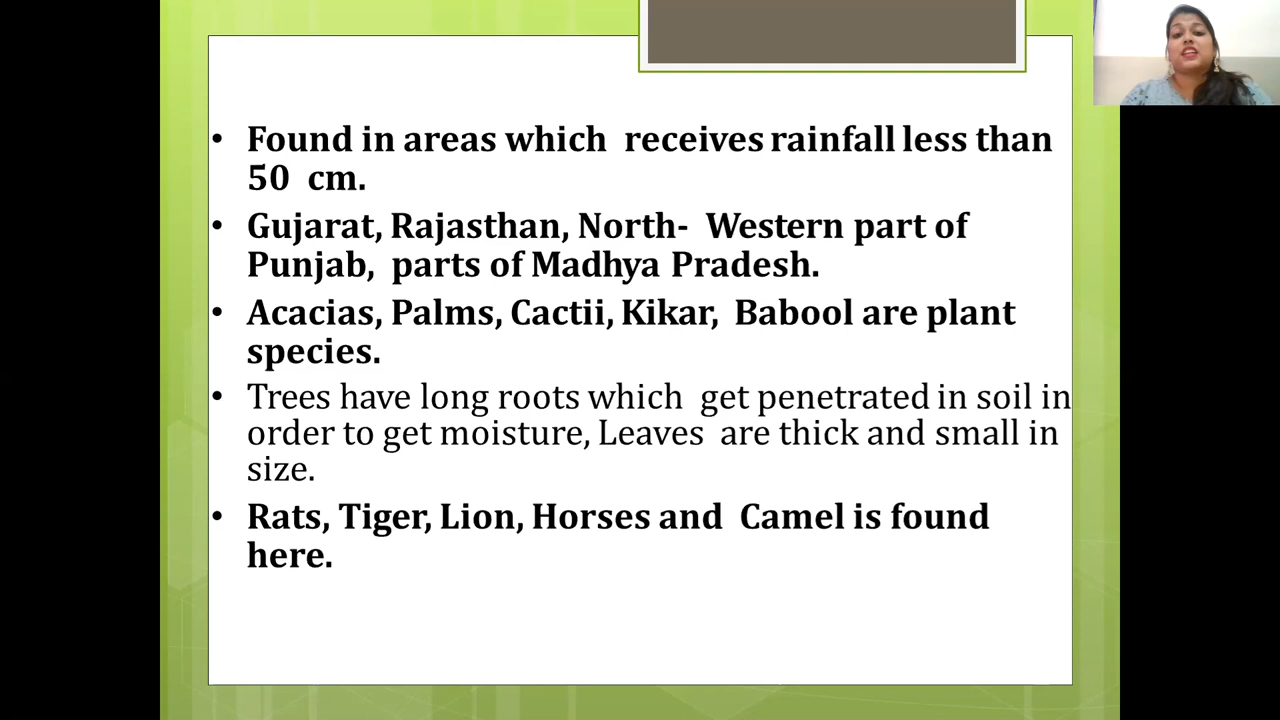 • Found in areas which receives rainfall less than
50 cm.
• Gujarat, Rajasthan, North- Western part of
Punjab, parts of Madhya Pradesh.
• Acacias, Palms, Cactii, Kikar, Babool are plant
species.
• Trees have long roots which get penetrated in soil in
order to get moisture, Leaves are thick and small in
size.
• Rats, Tiger, Lion, Horses and Camel is found
here.